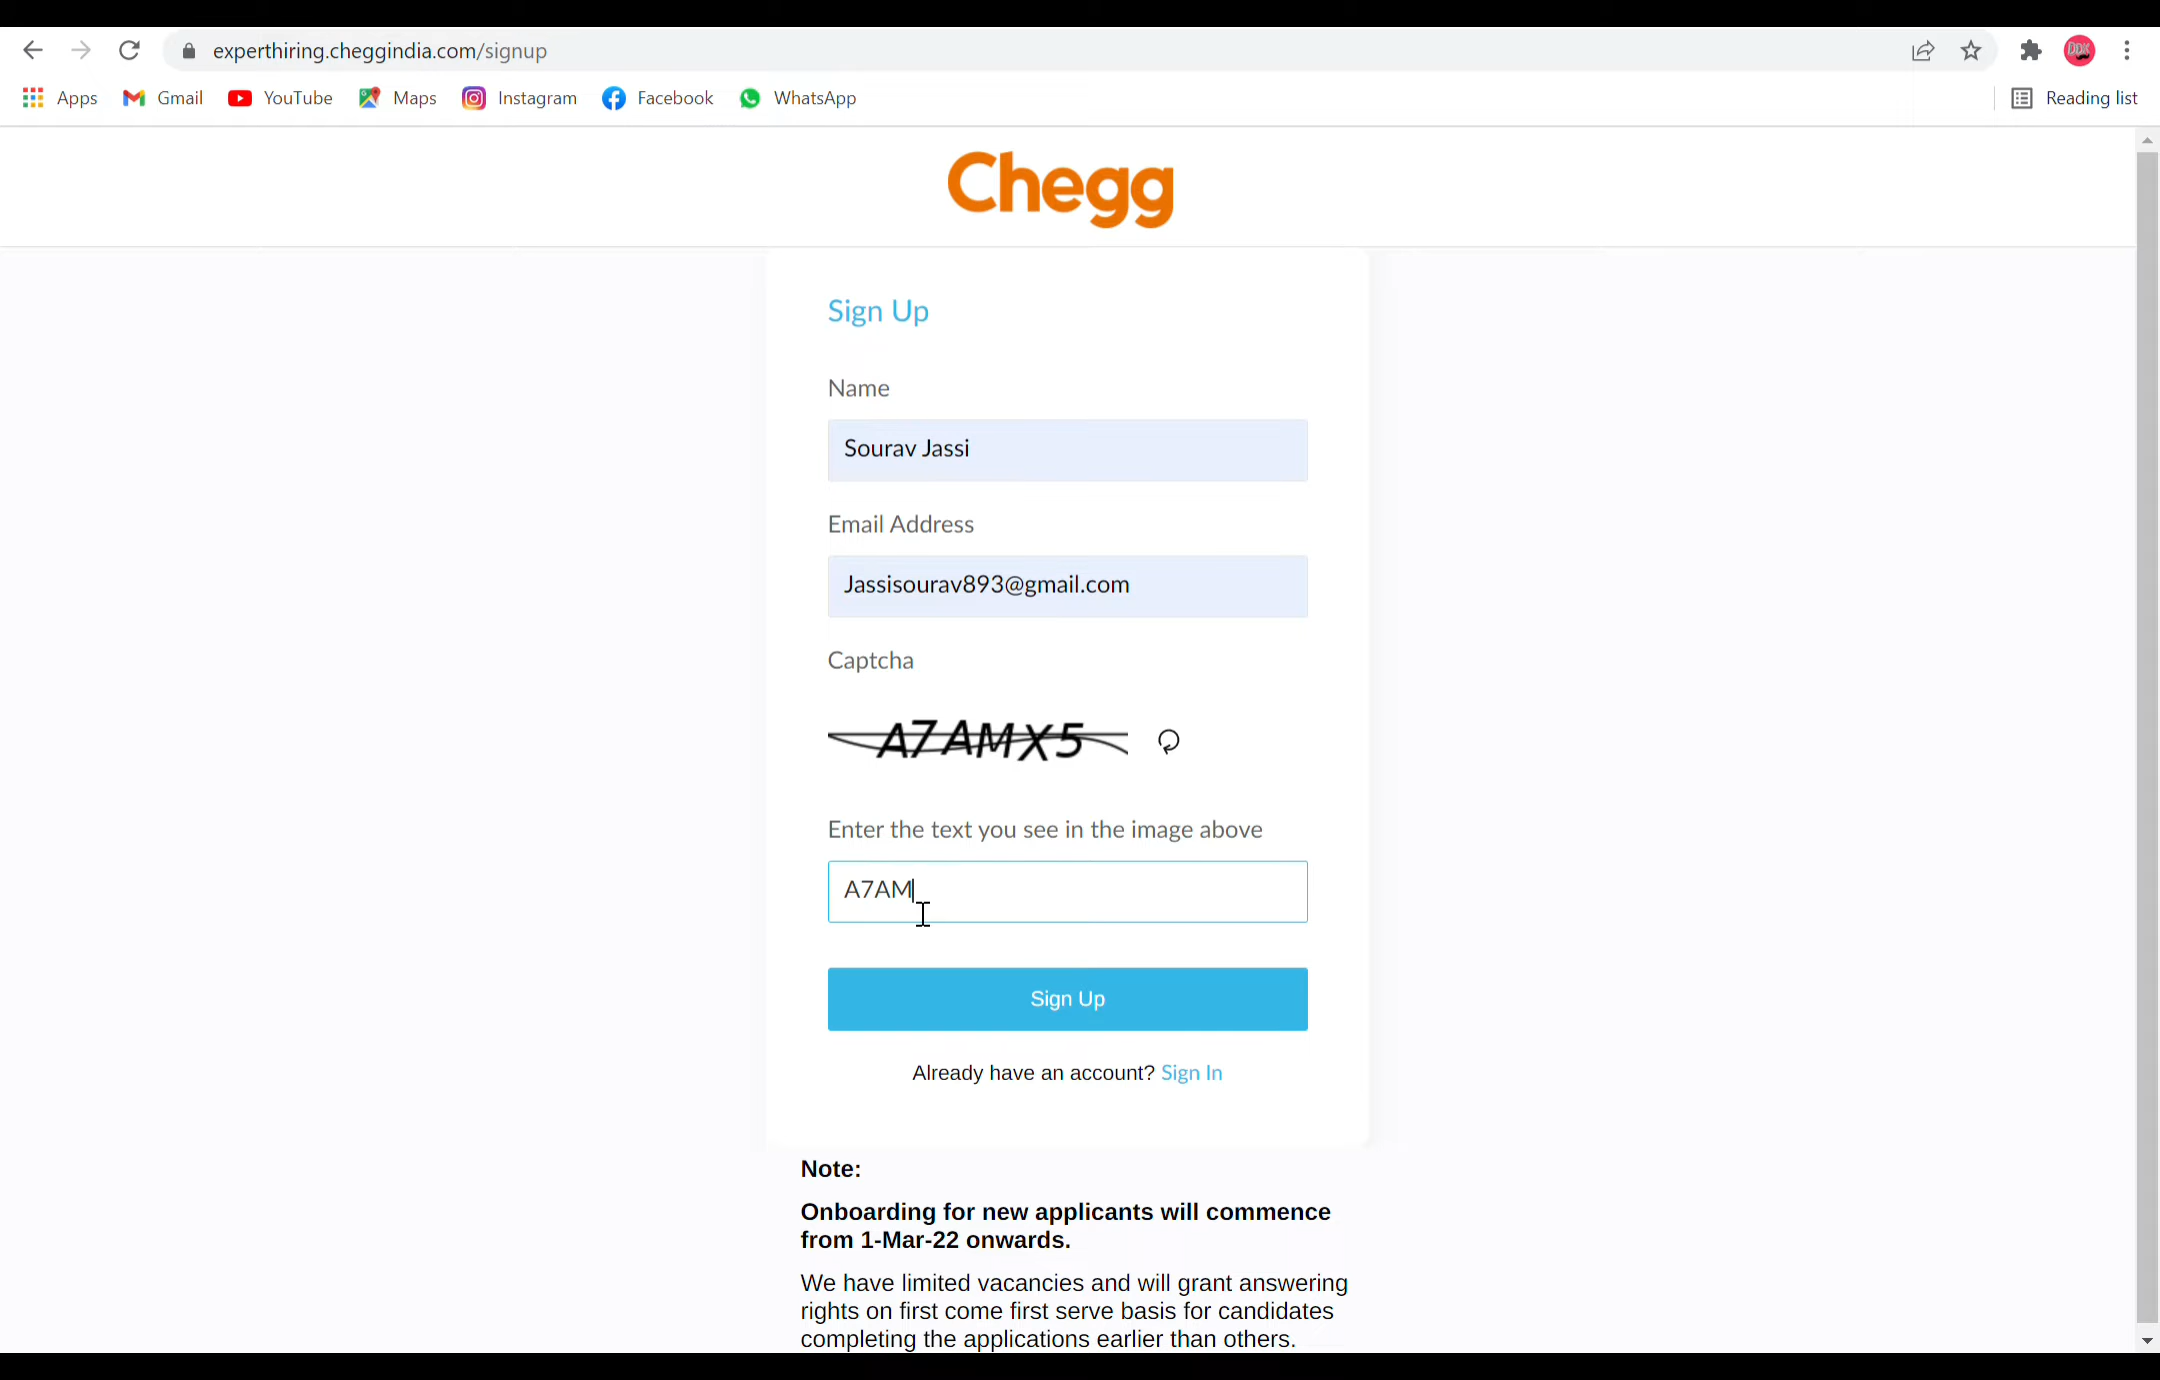 experthiring.cheggindia.com/signup
Apps Gmail YouTube Maps Instagram Facebook WhatsApp Reading list
Chegg
Sign Up
Name
Sourav Jassi
Email Address
Jassisourav893@gmail.com
Captcha
A7AMX5
Enter the text you see in the image above
A7AM
Sign Up
Already have an account? Sign In
Note:
Onboarding for new applicants will commence
from 1-Mar-22 onwards.
We have limited vacancies and will grant answering
rights on first come first serve basis for candidates
completing the applications earlier than others.